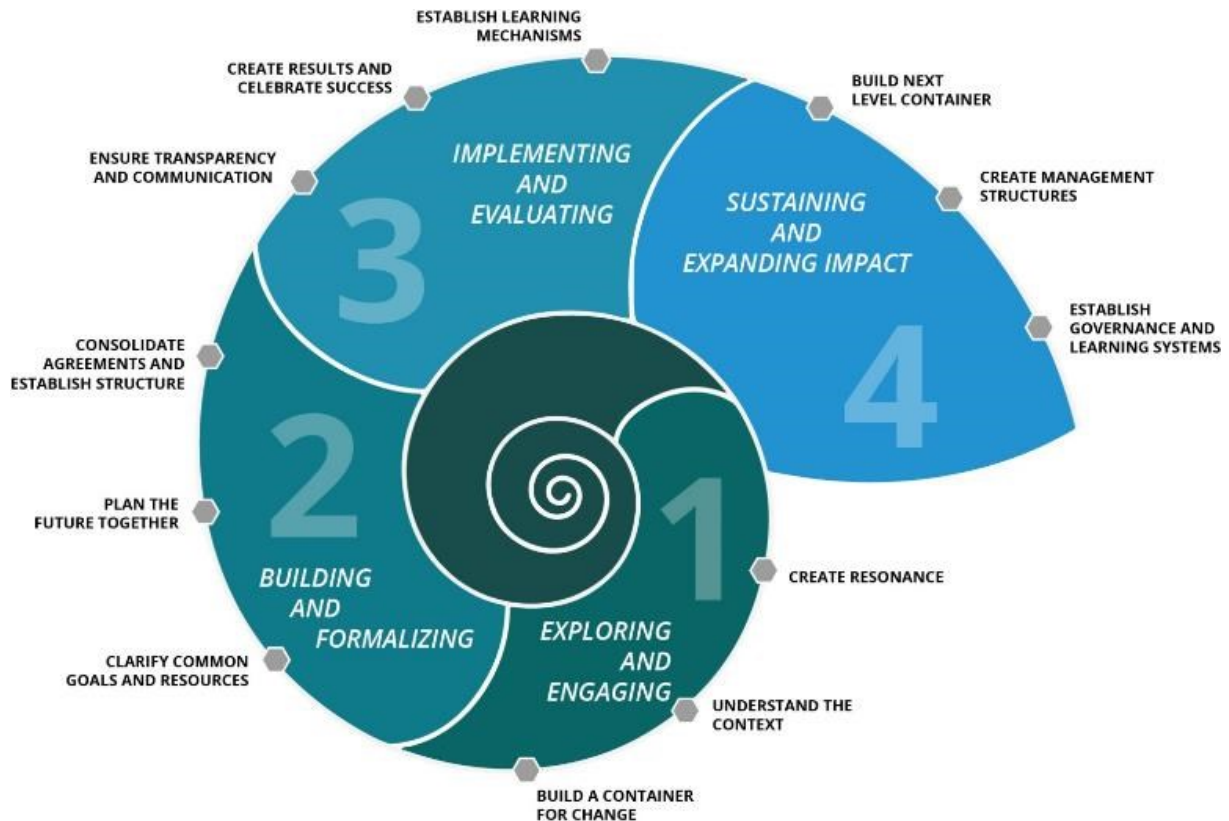 ESTABLISH LEARNING
MECHANISMS
CREATE RESULTS AND
CELEBRATE SUCCESS
BUILD NEXT
LEVEL CONTAINER
ENSURE TRANSPARENCY
AND COMMUNICATION
IMPLEMENTING
AND
EVALUATING
3
CREATE MANAGEMENT
STRUCTURES
SUSTAINING
AND
EXPANDING IMPACT
4
ESTABLISH
GOVERNANCE AND
LEARNING SYSTEMS
CONSOLIDATE
AGREEMENTS AND
ESTABLISH STRUCTURE
2
PLAN THE
FUTURE TOGETHER
BUILDING
AND
FORMALIZING
CLARIFY COMMON
GOALS AND RESOURCES
1
CREATE RESONANCE
EXPLORING
AND
ENGAGING
UNDERSTAND THE
CONTEXT
BUILD A CONTAINER
FOR CHANGE